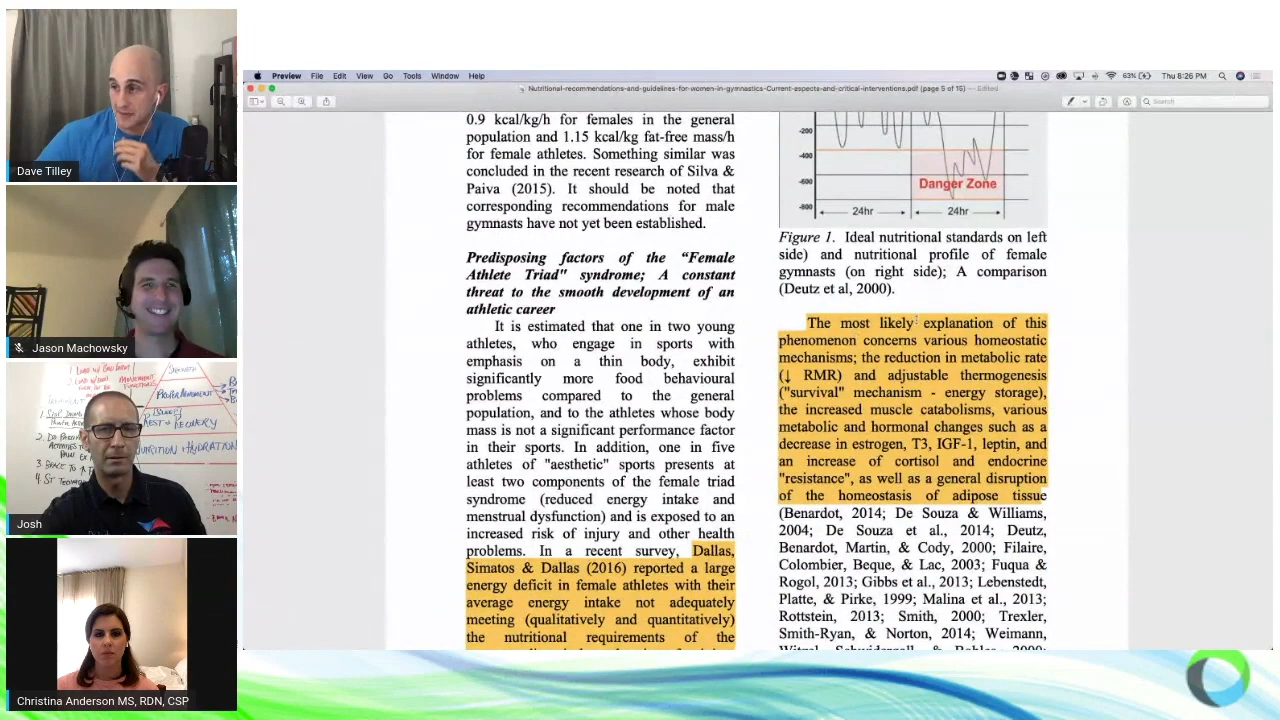 Dave Tilley
Jason Machowsky
STRENGTH
PROPER MOVEMENT
REST + RECOVERY
NUTRITION + HYDRATION
Josh
Christina Anderson MS, RDN, CSP
Preview File Edit View Go Tools Window Help
63%
Thu 8:26 PM
Nutritional-recommendations-and-guidelines-for-women-in-gymnastics-Current-aspects-and-critical-interventions.pdf (page 5 of 15) — Edited
Search
0.9 kcal/kg/h for females in the general
population and 1.15 kcal/kg fat-free mass/h
for female athletes. Something similar was
concluded in the recent research of Silva &
Paiva (2015). It should be noted that
corresponding recommendations for male
gymnasts have not yet been established.
Predisposing factors of the "Female
Athlete Triad" syndrome; A constant
threat to the smooth development of an
athletic career
It is estimated that one in two young
athletes, who engage in sports with
emphasis on a thin body, exhibit
significantly more food behavioural
problems compared to the general
population, and to the athletes whose body
mass is not a significant performance factor
in their sports. In addition, one in five
athletes of "aesthetic" sports presents at
least two components of the female triad
syndrome (reduced energy intake and
menstrual dysfunction) and is exposed to an
increased risk of injury and other health
problems. In a recent survey, Dallas,
Simatos & Dallas (2016) reported a large
energy deficit in female athletes with their
average energy intake not adequately
meeting (qualitatively and quantitatively)
the nutritional requirements of the
-200
-400
-600
-800
Danger Zone
24hr
24hr
Figure 1. Ideal nutritional standards on left
side) and nutritional profile of female
gymnasts (on right side); A comparison
(Deutz et al, 2000).
The most likely explanation of this
phenomenon concerns various homeostatic
mechanisms; the reduction in metabolic rate
(↓ RMR) and adjustable thermogenesis
("survival" mechanism - energy storage),
the increased muscle catabolisms, various
metabolic and hormonal changes such as a
decrease in estrogen, T3, IGF-1, leptin, and
an increase of cortisol and endocrine
"resistance", as well as a general disruption
of the homeostasis of adipose tissue
(Benardot, 2014; De Souza & Williams,
2004; De Souza et al., 2014; Deutz,
Benardot, Martin, & Cody, 2000; Filaire,
Colombier, Beque, & Lac, 2003; Fuqua &
Rogol, 2013; Gibbs et al., 2013; Lebenstedt,
Platte, & Pirke, 1999; Malina et al., 2013;
Rottstein, 2013; Smith, 2000; Trexler,
Smith-Ryan, & Norton, 2014; Weimann,